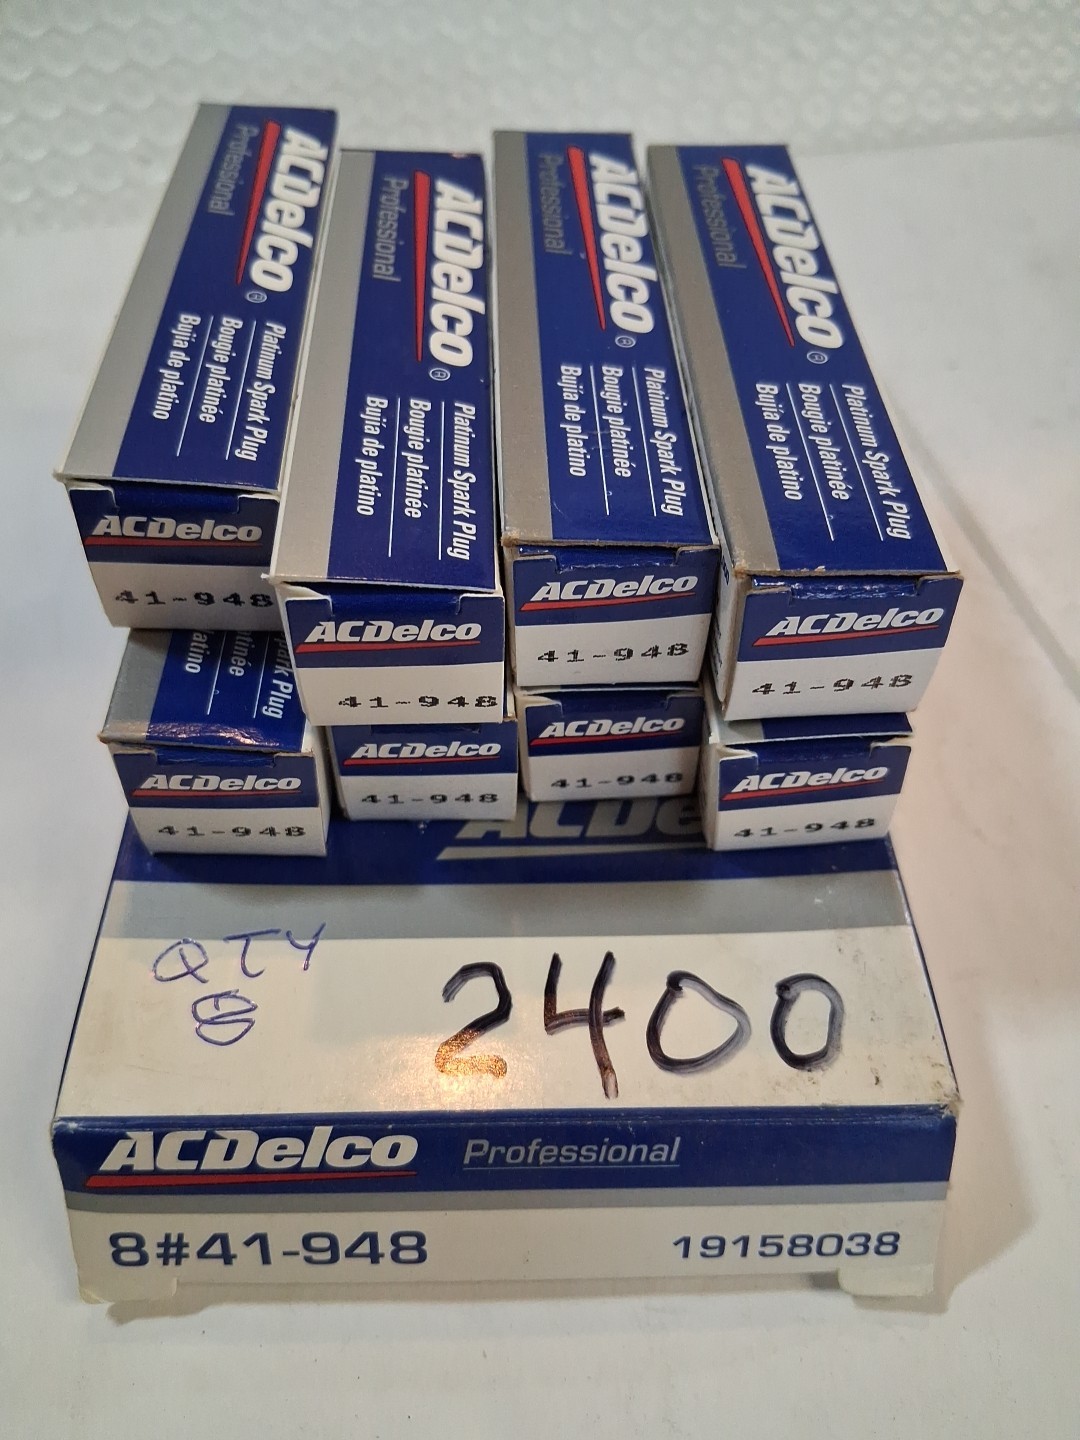 ACDelco®
Professional
Platinum Spark Plug
Bougie platinée
Bujía de platino
ACDelco®
Professional
Platinum Spark Plug
Bougie platinée
Bujía de platino
ACDelco®
Professional
Platinum Spark Plug
Bougie platinée
Bujía de platino
ACDelco®
Professional
Platinum Spark Plug
Bougie platinée
Bujía de platino
ACDelco
41-948
ACDelco
41-948
ACDelco
41-948
ACDelco
41-948
Plug
ACDelco
41-948
ACDelco
41-948
ACDelco
41-948
ACDelco
41-948
ACDe
QTY
8
2400
ACDelco Professional
8#41-948 19158038